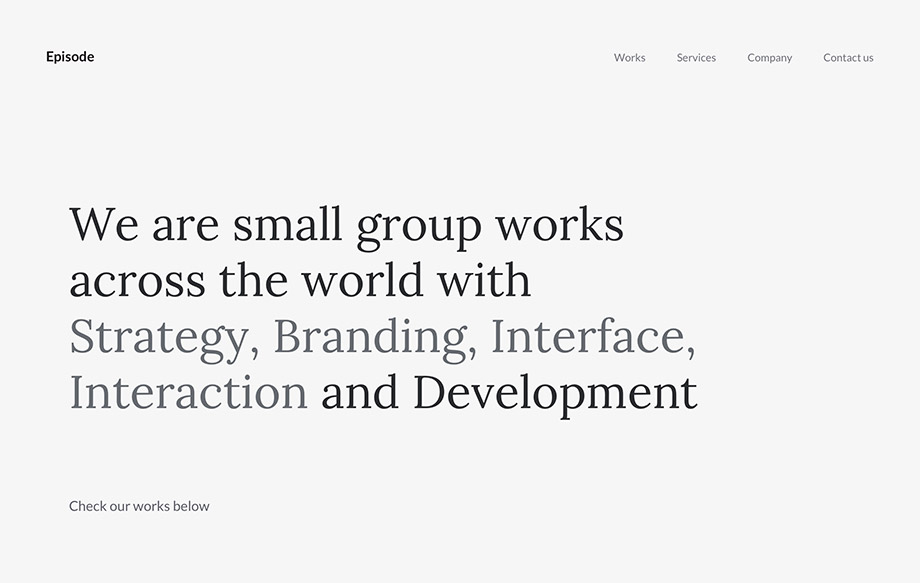 Episode
Works Services Company Contact us
We are small group works
across the world with
Strategy, Branding, Interface,
Interaction and Development
Check our works below